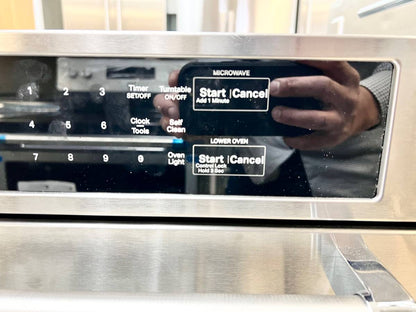 MICROWAVE
2 3 Timer Turntable
SET/OFF ON/OFF
Start | Cancel
Add 1 Minute
4 5 6 Clock Self
Tools Clean
LOWER OVEN
7 8 9 0 Oven
Light
Start | Cancel
Control Lock
Hold 3 Sec